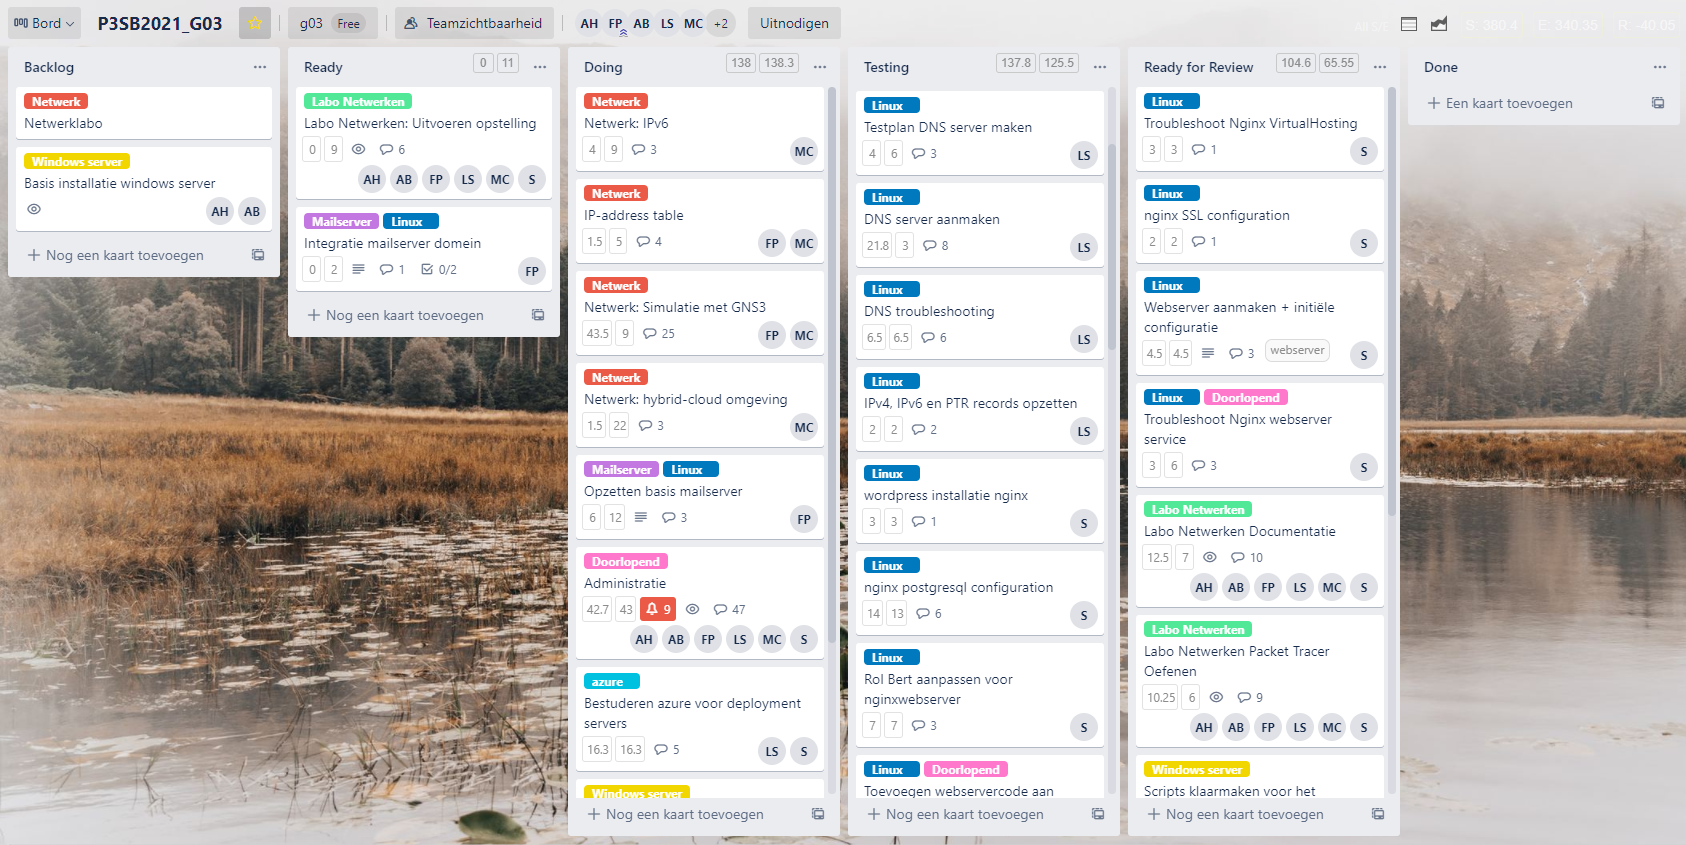 Bord
P3SB2021_G03
g03 Free
Teamzichtbaarheid
AH FP AB LS MC +2
Uitnodigen
S: 380.4 E: 340.35 R: -40.05
Backlog
Netwerk
Netwerklabo
Windows server
Basis installatie windows server
AH AB
Nog een kaart toevoegen
Ready 0 11
Labo Netwerken
Labo Netwerken: Uitvoeren opstelling
0 9 6
AH AB FP LS MC S
Mailserver Linux
Integratie mailserver domein
0 2 1 0/2
FP
Nog een kaart toevoegen
Doing 138 138.3
Netwerk
Netwerk: IPv6
4 9 3
MC
Netwerk
IP-address table
1.5 5 4
FP MC
Netwerk
Netwerk: Simulatie met GNS3
43.5 9 25
FP MC
Netwerk
Netwerk: hybrid-cloud omgeving
1.5 22 3
MC
Mailserver Linux
Opzetten basis mailserver
6 12 3
FP
Doorlopend
Administratie
42.7 43 9 47
AH AB FP LS MC S
azure
Bestuderen azure voor deployment
servers
16.3 16.3 5
LS S
Windows server
Nog een kaart toevoegen
Testing 137.8 125.5
Linux
Testplan DNS server maken
4 6 3
LS
Linux
DNS server aanmaken
21.8 3 8
LS
Linux
DNS troubleshooting
6.5 6.5 6
LS
Linux
IPv4, IPv6 en PTR records opzetten
2 2 2
LS
Linux
wordpress installatie nginx
3 3 1
S
Linux
nginx postgresql configuration
14 13 6
S
Linux
Rol Bert aanpassen voor
nginxwebserver
7 7 3
S
Linux Doorlopend
Toevoegen webservercode aan
Nog een kaart toevoegen
Ready for Review 104.6 65.55
Linux
Troubleshoot Nginx VirtualHosting
3 3 1
S
Linux
nginx SSL configuration
2 2 1
S
Linux
Webserver aanmaken + initiële
configuratie
4.5 4.5 3 webserver
S
Linux Doorlopend
Troubleshoot Nginx webserver
service
3 6 3
S
Labo Netwerken
Labo Netwerken Documentatie
12.5 7 10
AH AB FP LS MC S
Labo Netwerken
Labo Netwerken Packet Tracer
Oefenen
10.25 6 9
AH AB FP LS MC S
Windows server
Scripts klaarmaken voor het
Nog een kaart toevoegen
Done
Een kaart toevoegen